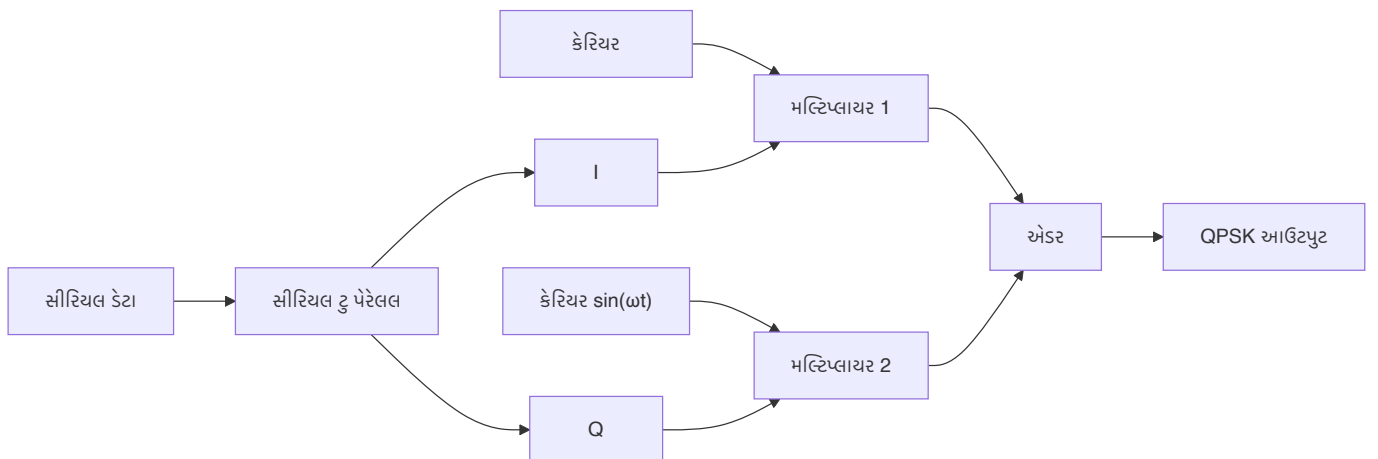 કેરિયર
મલ્ટિપ્લાયર 1
I
એડર
QPSK આઉટપુટ
સીરિયલ ડેટા
સીરિયલ ટુ પેરેલલ
કેરિયર sin(ωt)
મલ્ટિપ્લાયર 2
Q